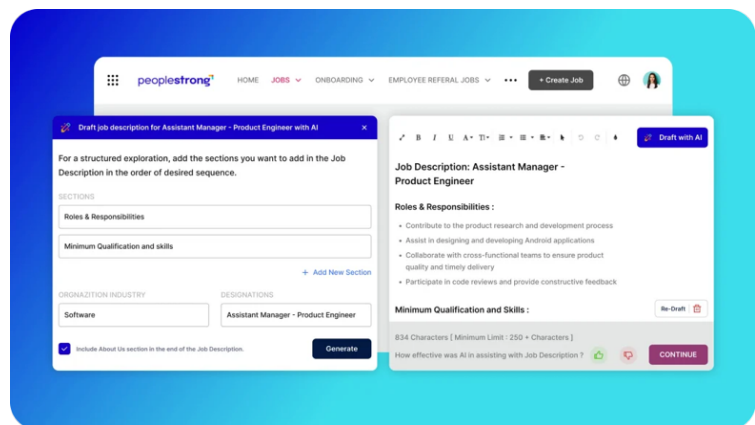 peoplestrong
HOME
JOBS
ONBOARDING
EMPLOYEE REFERAL JOBS
+ Create Job
Draft job description for Assistant Manager - Product Engineer with AI
For a structured exploration, add the sections you want to add in the Job
Description in the order of desired sequence.
SECTIONS
Roles & Responsibilities
Minimum Qualification and skills
+ Add New Section
ORGNAZITION INDUSTRY
DESIGNATIONS
Software
Assistant Manager - Product Engineer
Include About Us section in the end of the Job Description.
Generate
B I U A TI
Draft with AI
Job Description: Assistant Manager -
Product Engineer
Roles & Responsibilities :
• Contribute to the product research and development process
• Assist in designing and developing Android applications
• Collaborate with cross-functional teams to ensure product
quality and timely delivery
• Participate in code reviews and provide constructive feedback
Minimum Qualification and Skills :
Re-Draft
834 Characters [ Minimum Limit : 250 + Characters ]
How effective was AI in assisting with Job Description ?
CONTINUE